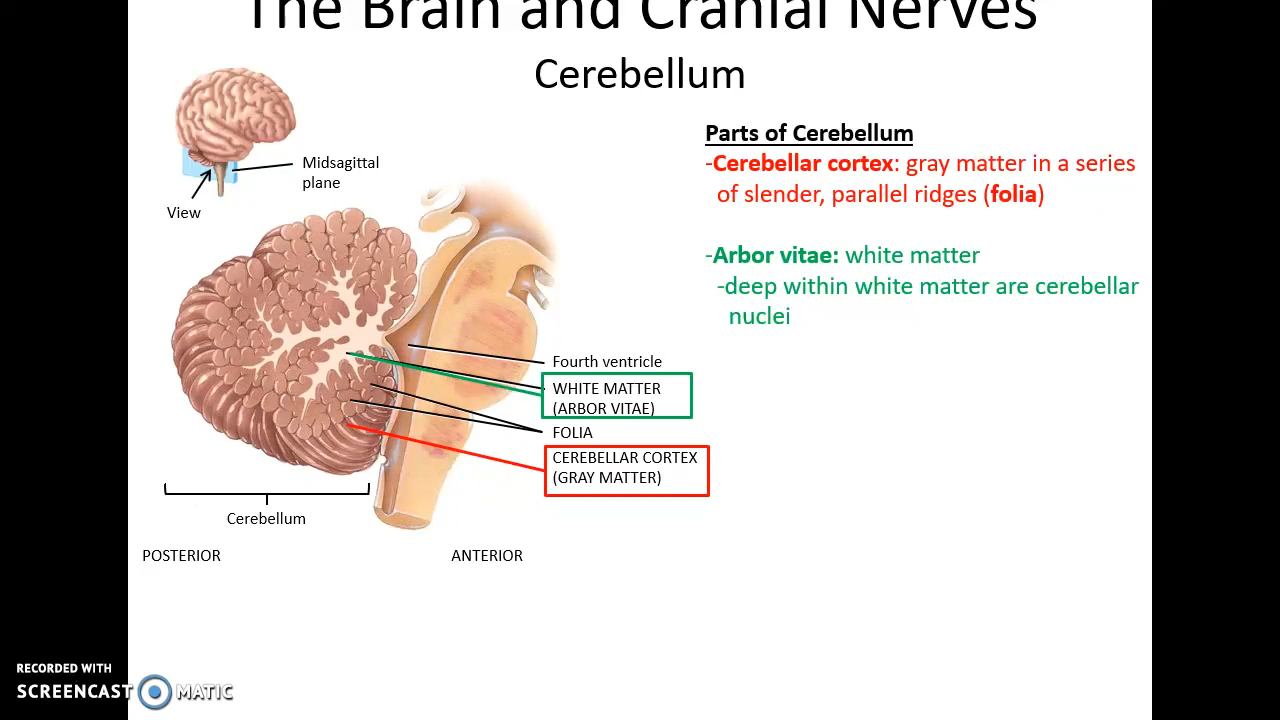 The Brain and Cranial Nerves
Cerebellum
Midsagittal
plane
View
Parts of Cerebellum
-Cerebellar cortex: gray matter in a series
of slender, parallel ridges (folia)
-Arbor vitae: white matter
-deep within white matter are cerebellar
nuclei
Fourth ventricle
WHITE MATTER
(ARBOR VITAE)
FOLIA
CEREBELLAR CORTEX
(GRAY MATTER)
Cerebellum
POSTERIOR
ANTERIOR
RECORDED WITH
SCREENCAST MATIC